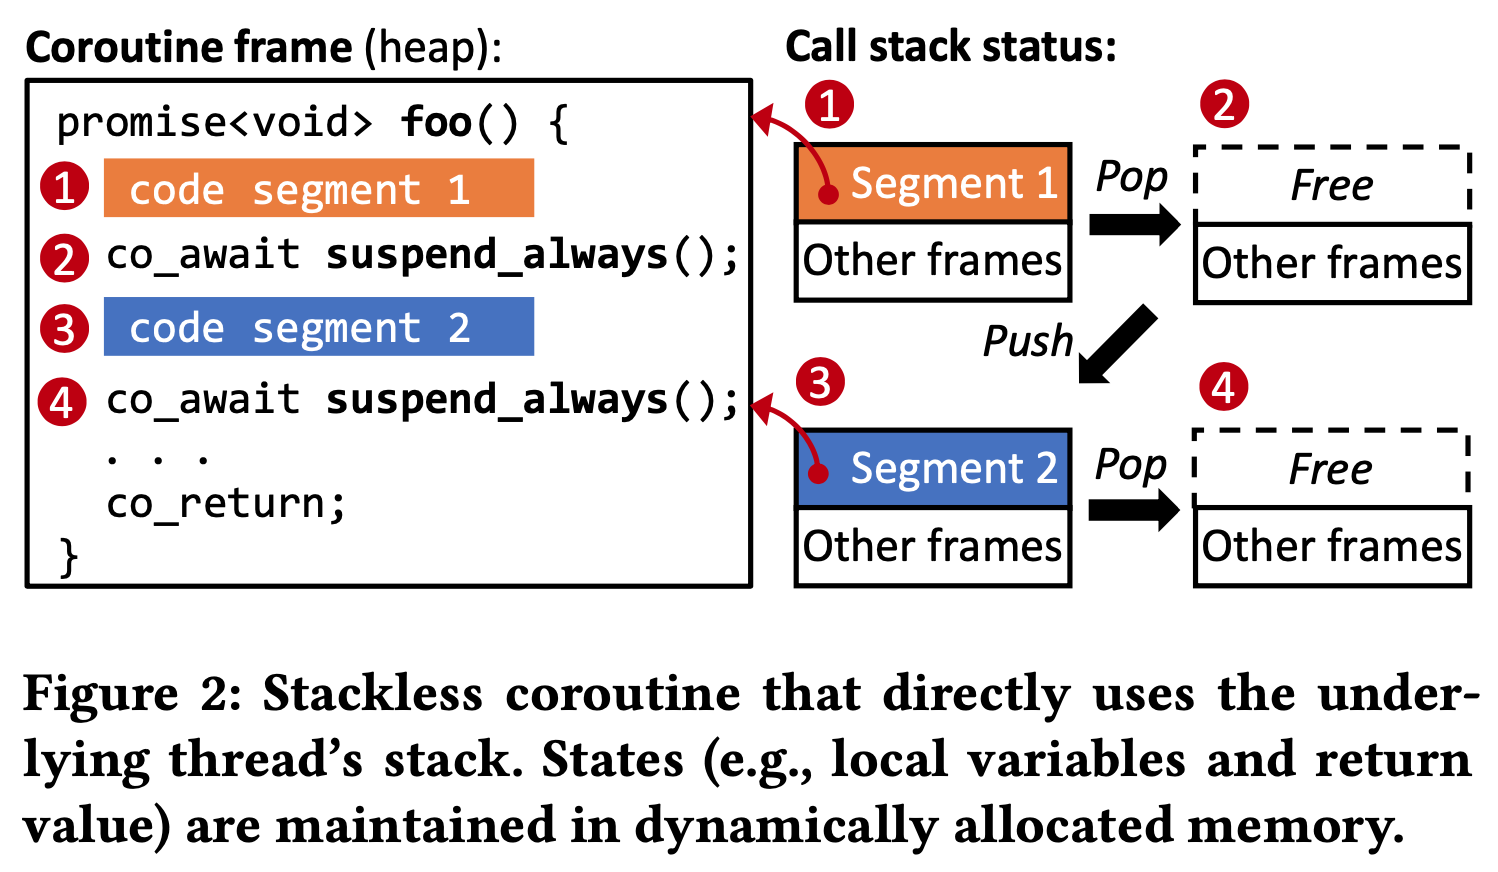 Coroutine frame (heap):
promise<void> foo() {
1 code segment 1
2 co_await suspend_always();
3 code segment 2
4 co_await suspend_always();
. . .
co_return;
}
Call stack status:
1
Segment 1
Other frames
Pop
2
Free
Other frames
Push
3
Segment 2
Other frames
Pop
4
Free
Other frames
Figure 2: Stackless coroutine that directly uses the under-
lying thread's stack. States (e.g., local variables and return
value) are maintained in dynamically allocated memory.